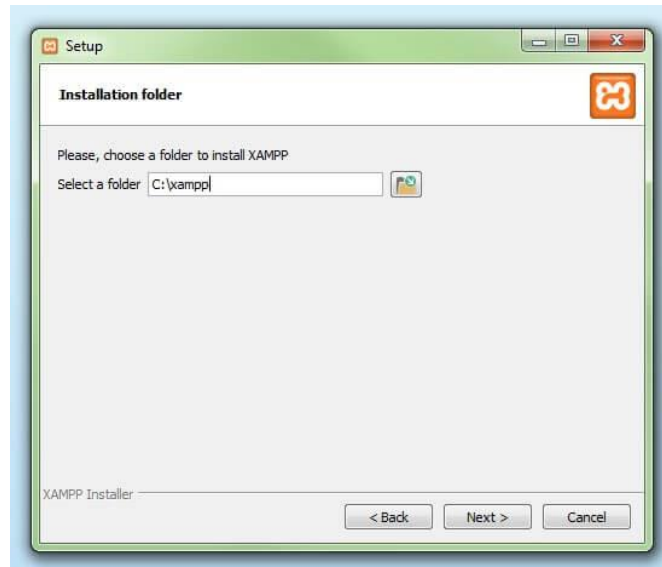 Setup
Installation folder
Please, choose a folder to install XAMPP
Select a folder C:\xampp
XAMPP Installer
< Back Next > Cancel